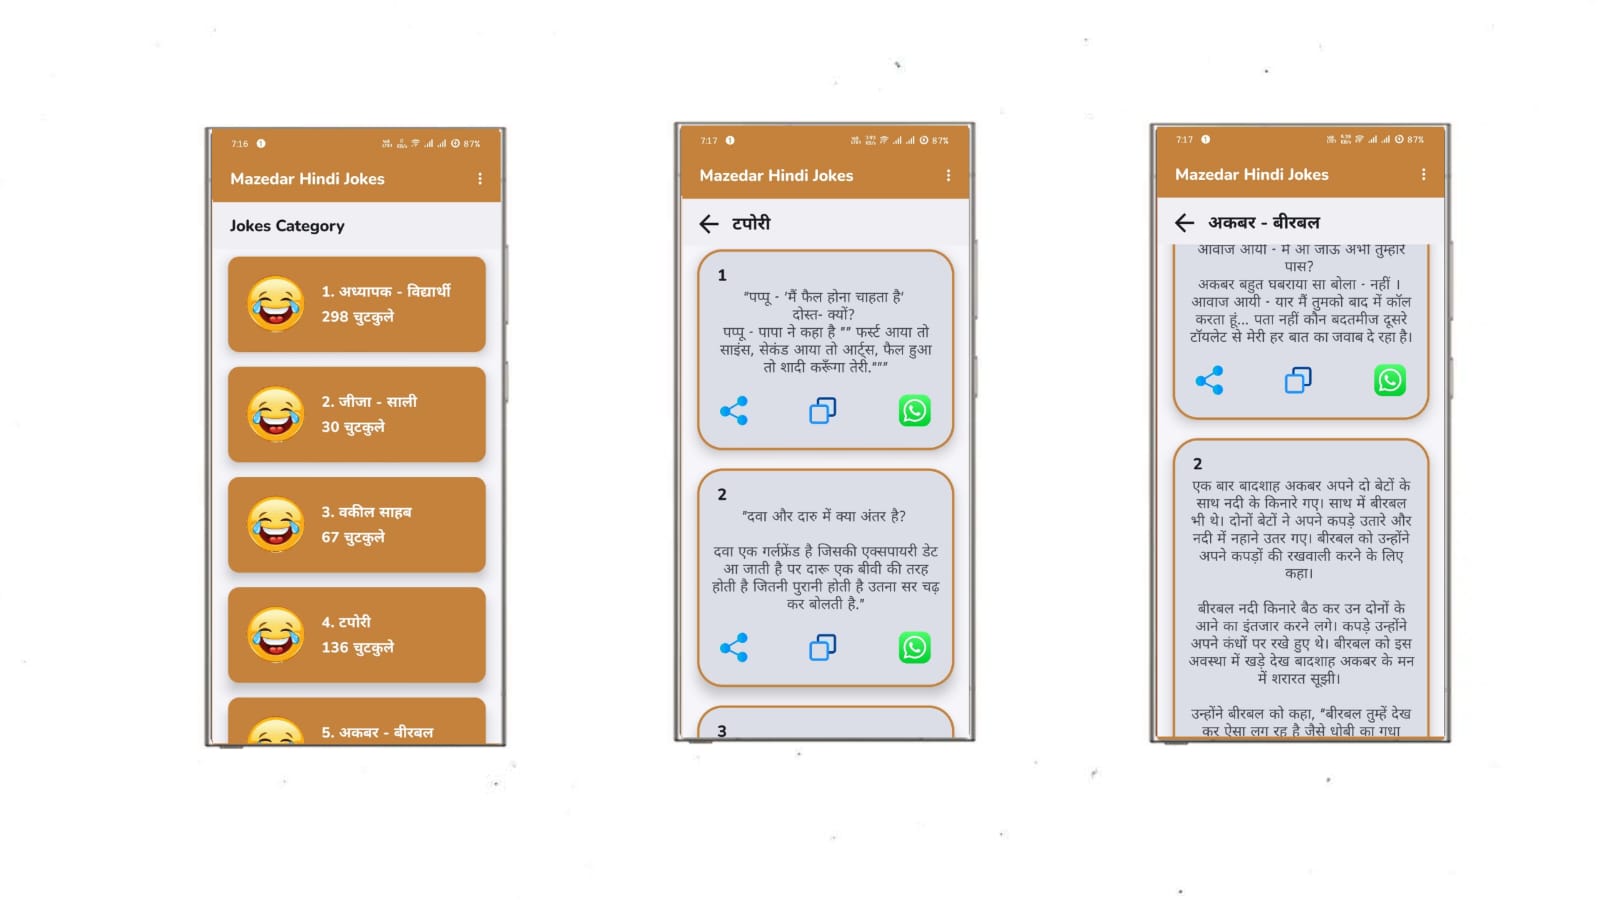 7:16
87%
Mazedar Hindi Jokes
Jokes Category
1. अध्यापक - विद्यार्थी
298 चुटकुले
2. जीजा - साली
30 चुटकुले
3. वकील साहब
67 चुटकुले
4. टपोरी
136 चुटकुले
5. अकबर - बीरबल
7:17
87%
Mazedar Hindi Jokes
टपोरी
1
"पप्पू - 'मैं फैल होना चाहता है'
दोस्त- क्यों?
पप्पू - पापा ने कहा है "" फर्स्ट आया तो
साइंस, सेकंड आया तो आर्ट्स, फैल हुआ
तो शादी करूँगा तेरी."""
2
"दवा और दारु में क्या अंतर है?
दवा एक गर्लफ्रेंड है जिसकी एक्सपायरी डेट
आ जाती है पर दारू एक बीवी की तरह
होती है जितनी पुरानी होती है उतना सर चढ़
कर बोलती है."
3
7:17
87%
Mazedar Hindi Jokes
अकबर - बीरबल
आवाज आयी - मैं आ जाऊं अभी तुम्हारे
पास?
अकबर बहुत घबराया सा बोला - नहीं ।
आवाज आयी - यार मैं तुमको बाद में कॉल
करता हूं... पता नहीं कौन बदतमीज दूसरे
टॉयलेट से मेरी हर बात का जवाब दे रहा है।
2
एक बार बादशाह अकबर अपने दो बेटों के
साथ नदी के किनारे गए। साथ में बीरबल
भी थे। दोनों बेटों ने अपने कपड़े उतारे और
नदी में नहाने उतर गए। बीरबल को उन्होंने
अपने कपड़ों की रखवाली करने के लिए
कहा।
बीरबल नदी किनारे बैठ कर उन दोनों के
आने का इंतजार करने लगे। कपड़े उन्होंने
अपने कंधों पर रखे हुए थे। बीरबल को इस
अवस्था में खड़े देख बादशाह अकबर के मन
में शरारत सूझी।
उन्होंने बीरबल को कहा, "बीरबल तुम्हें देख
कर ऐसा लग रहा है जैसे धोबी का गधा